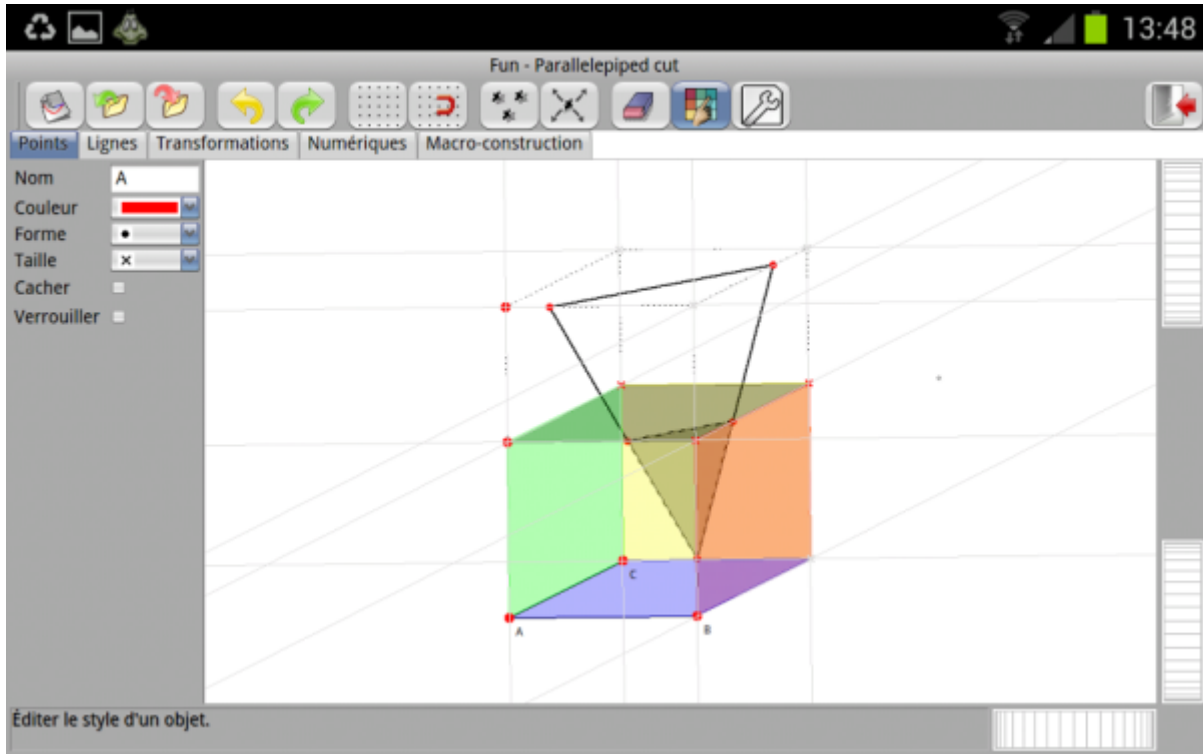 13:48
Fun - Parallelepiped cut
Points Lignes Transformations Numériques Macro-construction
Nom A
Couleur
Forme
Taille
Cacher
Verrouiller
C
A B
Éditer le style d'un objet.